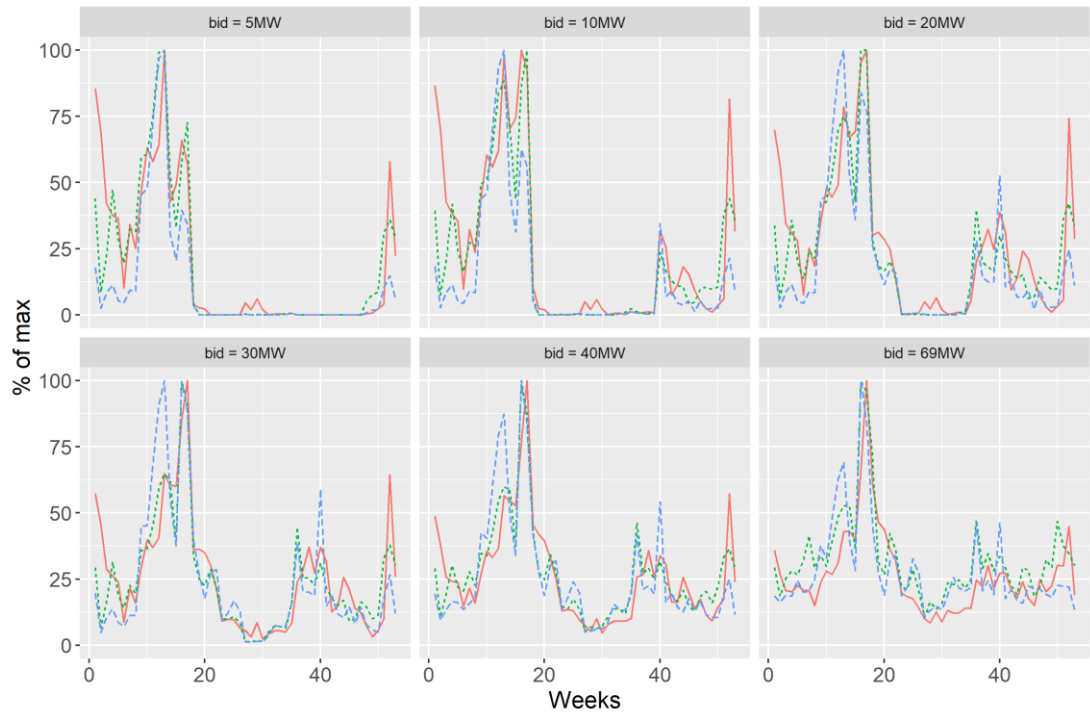 bid = 5MW
bid = 10MW
bid = 20MW
100
75
50
25
0
bid = 30MW
bid = 40MW
bid = 69MW
100
75
50
25
0
% of max
0
20
40
0
20
40
0
20
40
Weeks